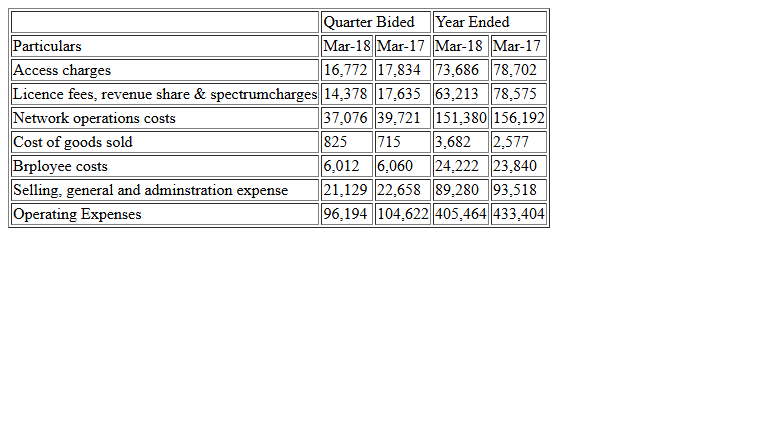 Quarter Bided Year Ended
Particulars Mar-18 Mar-17 Mar-18 Mar-17
Access charges 16,772 17,834 73,686 78,702
Licence fees, revenue share & spectrumcharges 14,378 17,635 63,213 78,575
Network operations costs 37,076 39,721 151,380 156,192
Cost of goods sold 825 715 3,682 2,577
Brployee costs 6,012 6,060 24,222 23,840
Selling, general and adminstration expense 21,129 22,658 89,280 93,518
Operating Expenses 96,194 104,622 405,464 433,404